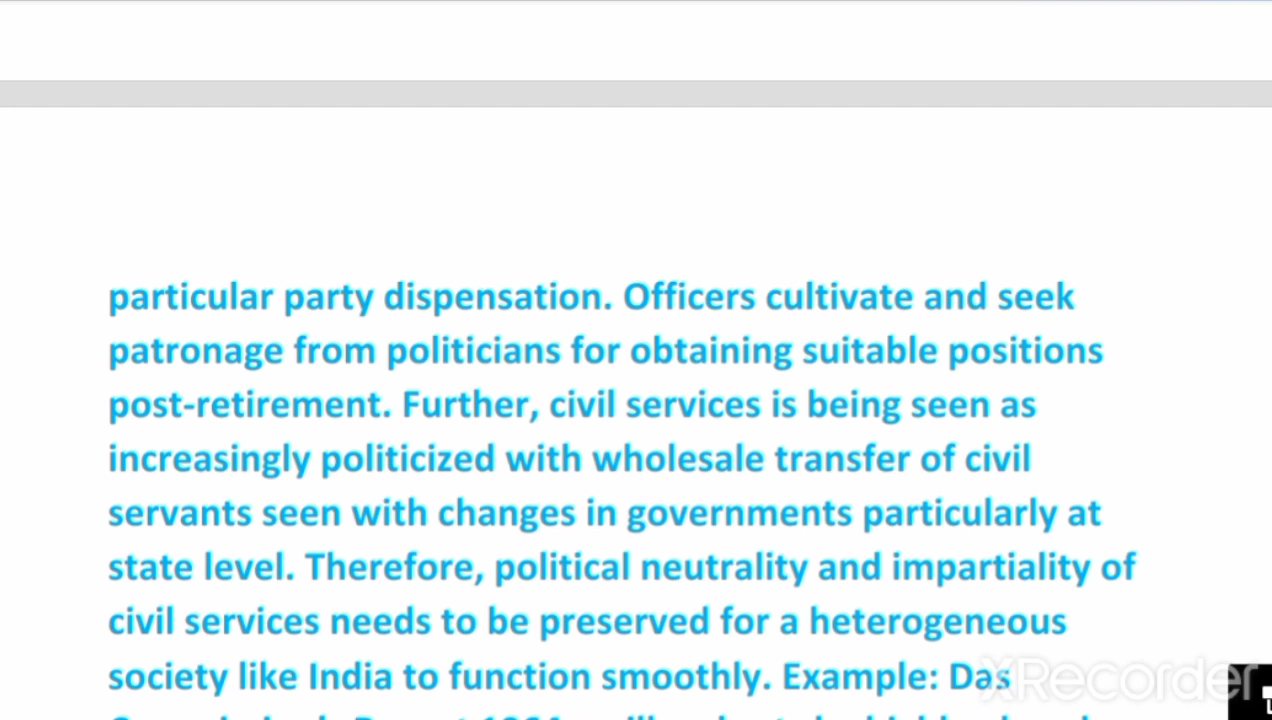 particular party dispensation. Officers cultivate and seek
patronage from politicians for obtaining suitable positions
post-retirement. Further, civil services is being seen as
increasingly politicized with wholesale transfer of civil
servants seen with changes in governments particularly at
state level. Therefore, political neutrality and impartiality of
civil services needs to be preserved for a heterogeneous
society like India to function smoothly. Example: Das
XRecorder